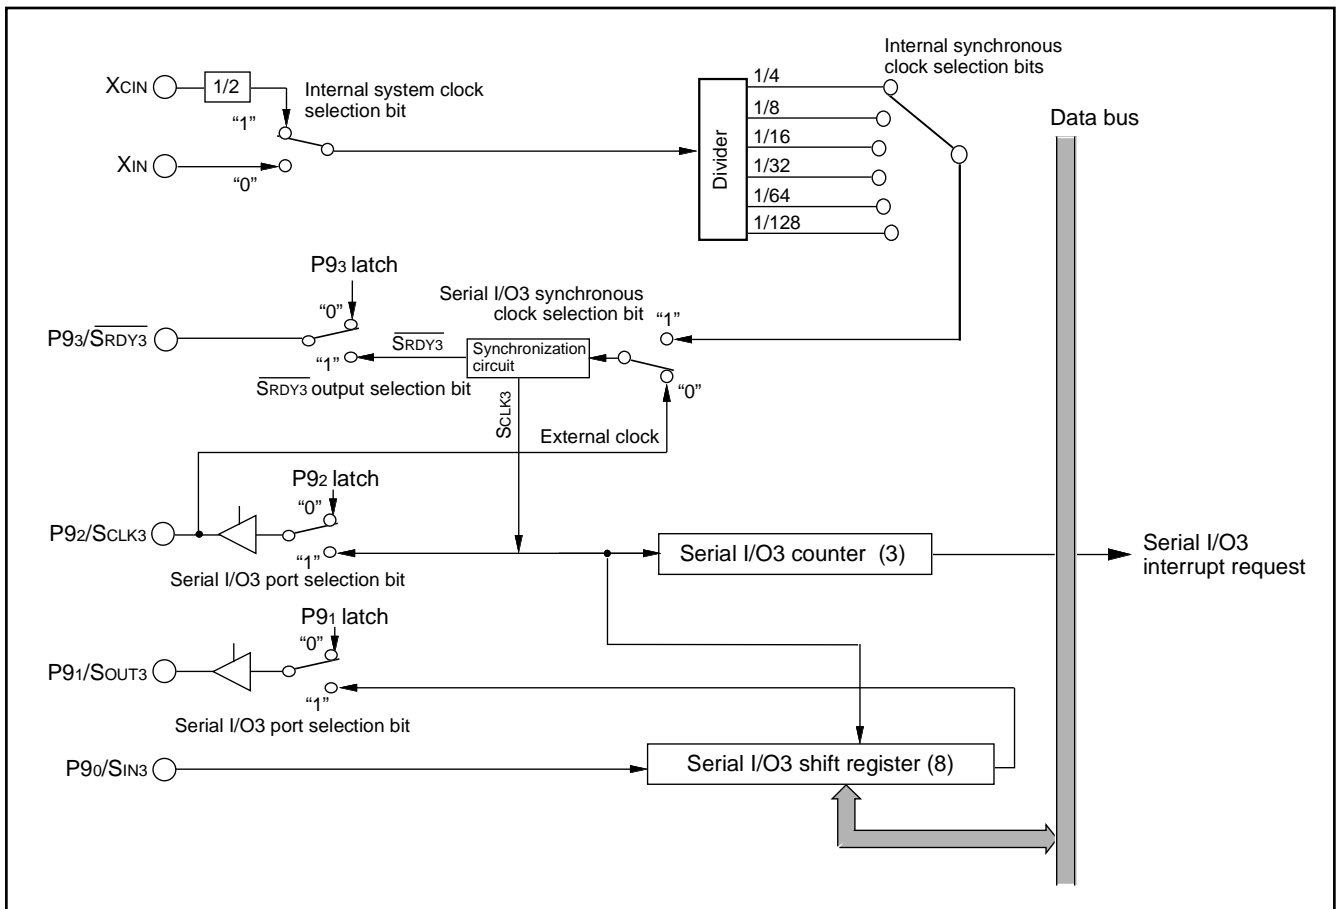 XCIN
1/2
Internal system clock
selection bit
“1”
XIN
“0”
Divider
1/4
1/8
1/16
1/32
1/64
1/128
Internal synchronous
clock selection bits
Data bus
P93 latch
“0”
P93/SRDY3
“1”
SRDY3
SRDY3 output selection bit
Serial I/O3 synchronous
clock selection bit
“1”
Synchronization
circuit
“0”
SCLK3
External clock
P92 latch
“0”
P92/SCLK3
“1”
Serial I/O3 port selection bit
Serial I/O3 counter (3)
Serial I/O3
interrupt request
P91 latch
“0”
P91/SOUT3
“1”
Serial I/O3 port selection bit
P90/SIN3
Serial I/O3 shift register (8)